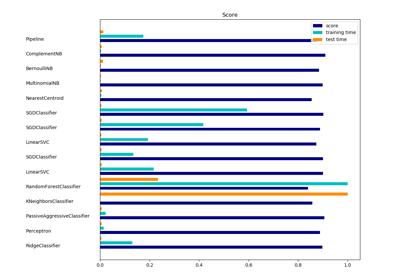 Score
score
training time
test time
Pipeline
ComplementNB
BernoulliNB
MultinomialNB
NearestCentroid
SGDClassifier
SGDClassifier
LinearSVC
SGDClassifier
LinearSVC
RandomForestClassifier
KNeighborsClassifier
PassiveAggressiveClassifier
Perceptron
RidgeClassifier
0.0 0.2 0.4 0.6 0.8 1.0